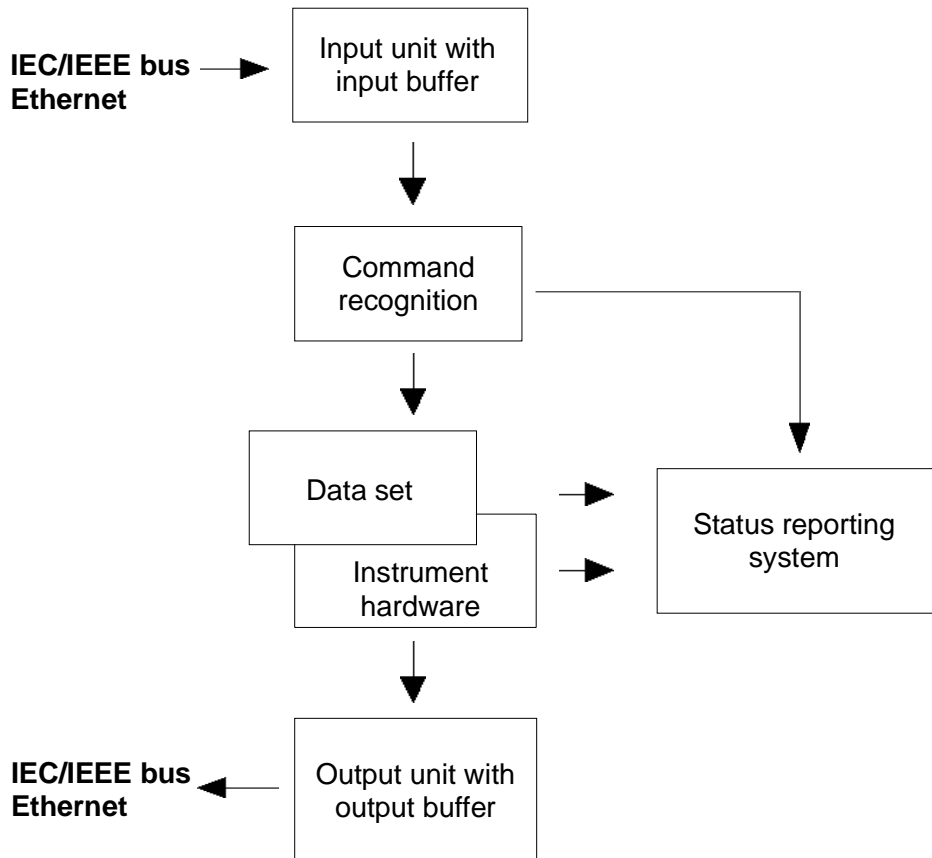 Input unit with
input buffer
IEC/IEEE bus
Ethernet
Command
recognition
Data set
Instrument
hardware
Status reporting
system
Output unit with
output buffer
IEC/IEEE bus
Ethernet